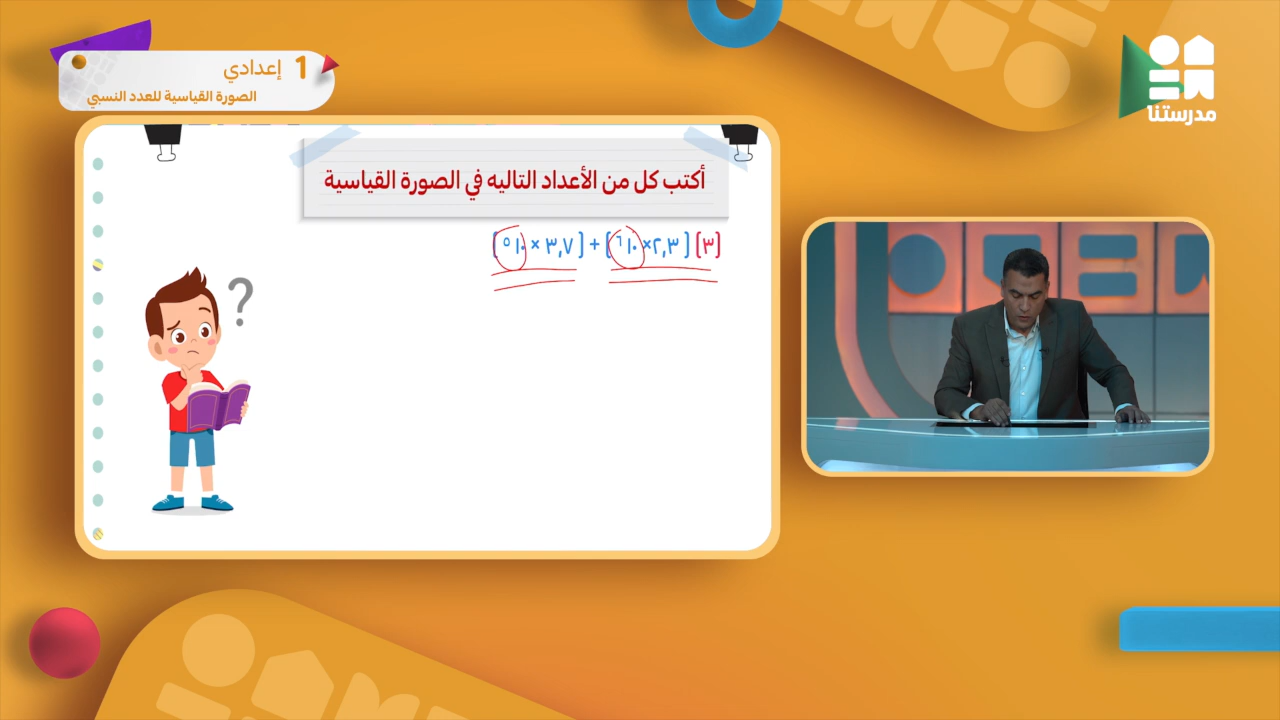 1 إعدادي
الصورة القياسية للعدد النسبي
مدرستنا
أكتب كل من الأعداد التاليه في الصورة القياسية
[٣] [ ٢,٣× ١٠ ٦ ] + [ ٣,٧ × ١٠ ٥ ]
?